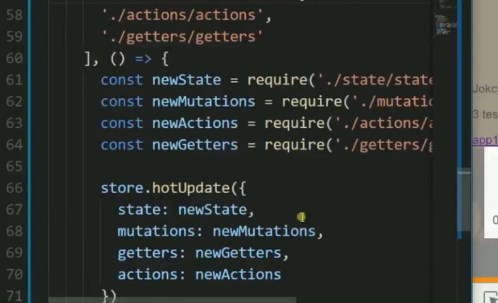 58 './actions/actions',
59 './getters/getters'
60 ], () => {
61 const newState = require('./state/state
62 const newMutations = require('./mutatio
63 const newActions = require('./actions/a
64 const newGetters = require('./getters/g
65
66 store.hotUpdate({
67 state: newState,
68 mutations: newMutations,
69 getters: newGetters,
70 actions: newActions
71 })
Jokc
3 tes
app1
0